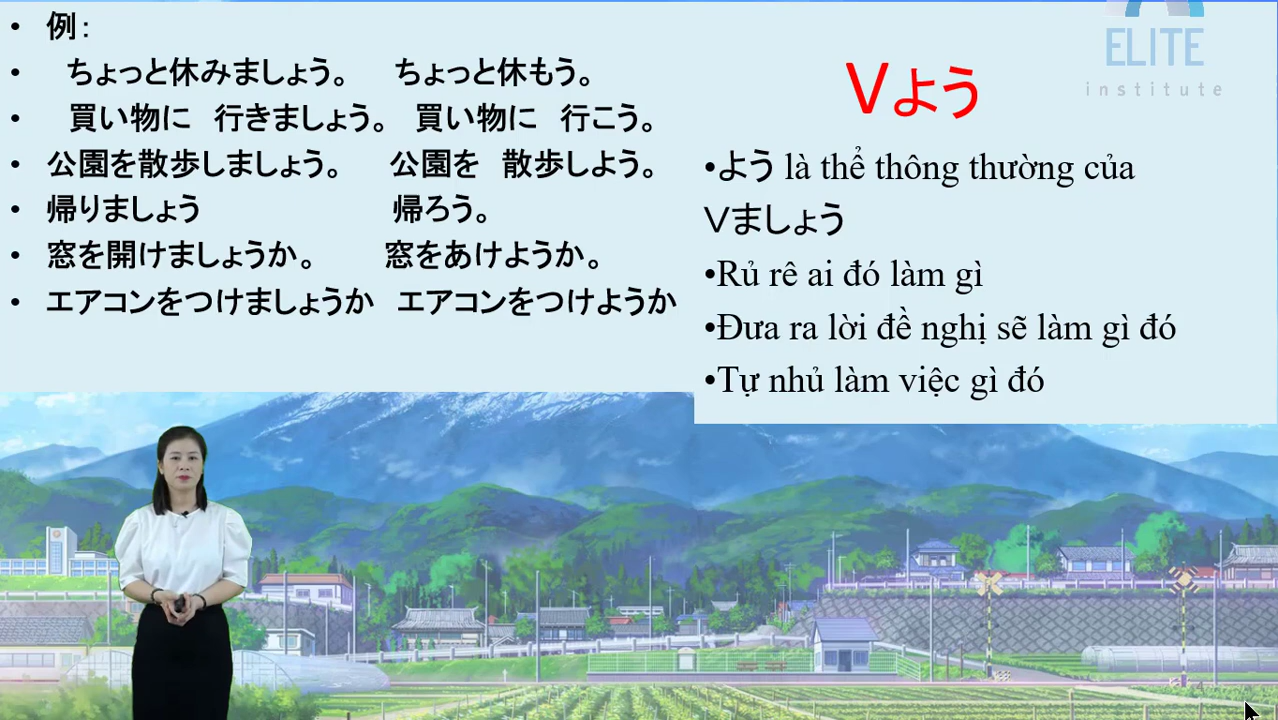 • 例：
• ちょっと休みましょう。 ちょっと休もう。
• 買い物に 行きましょう。 買い物に 行こう。
• 公園を散歩しましょう。 公園を 散歩しよう。
• 帰りましょう 帰ろう。
• 窓を開けましょうか。 窓をあけようか。
• エアコンをつけましょうか エアコンをつけようか
ELITE
institute
Vよう
•よう là thể thông thường của
Vましょう
•Rủ rê ai đó làm gì
•Đưa ra lời đề nghị sẽ làm gì đó
•Tự nhủ làm việc gì đó